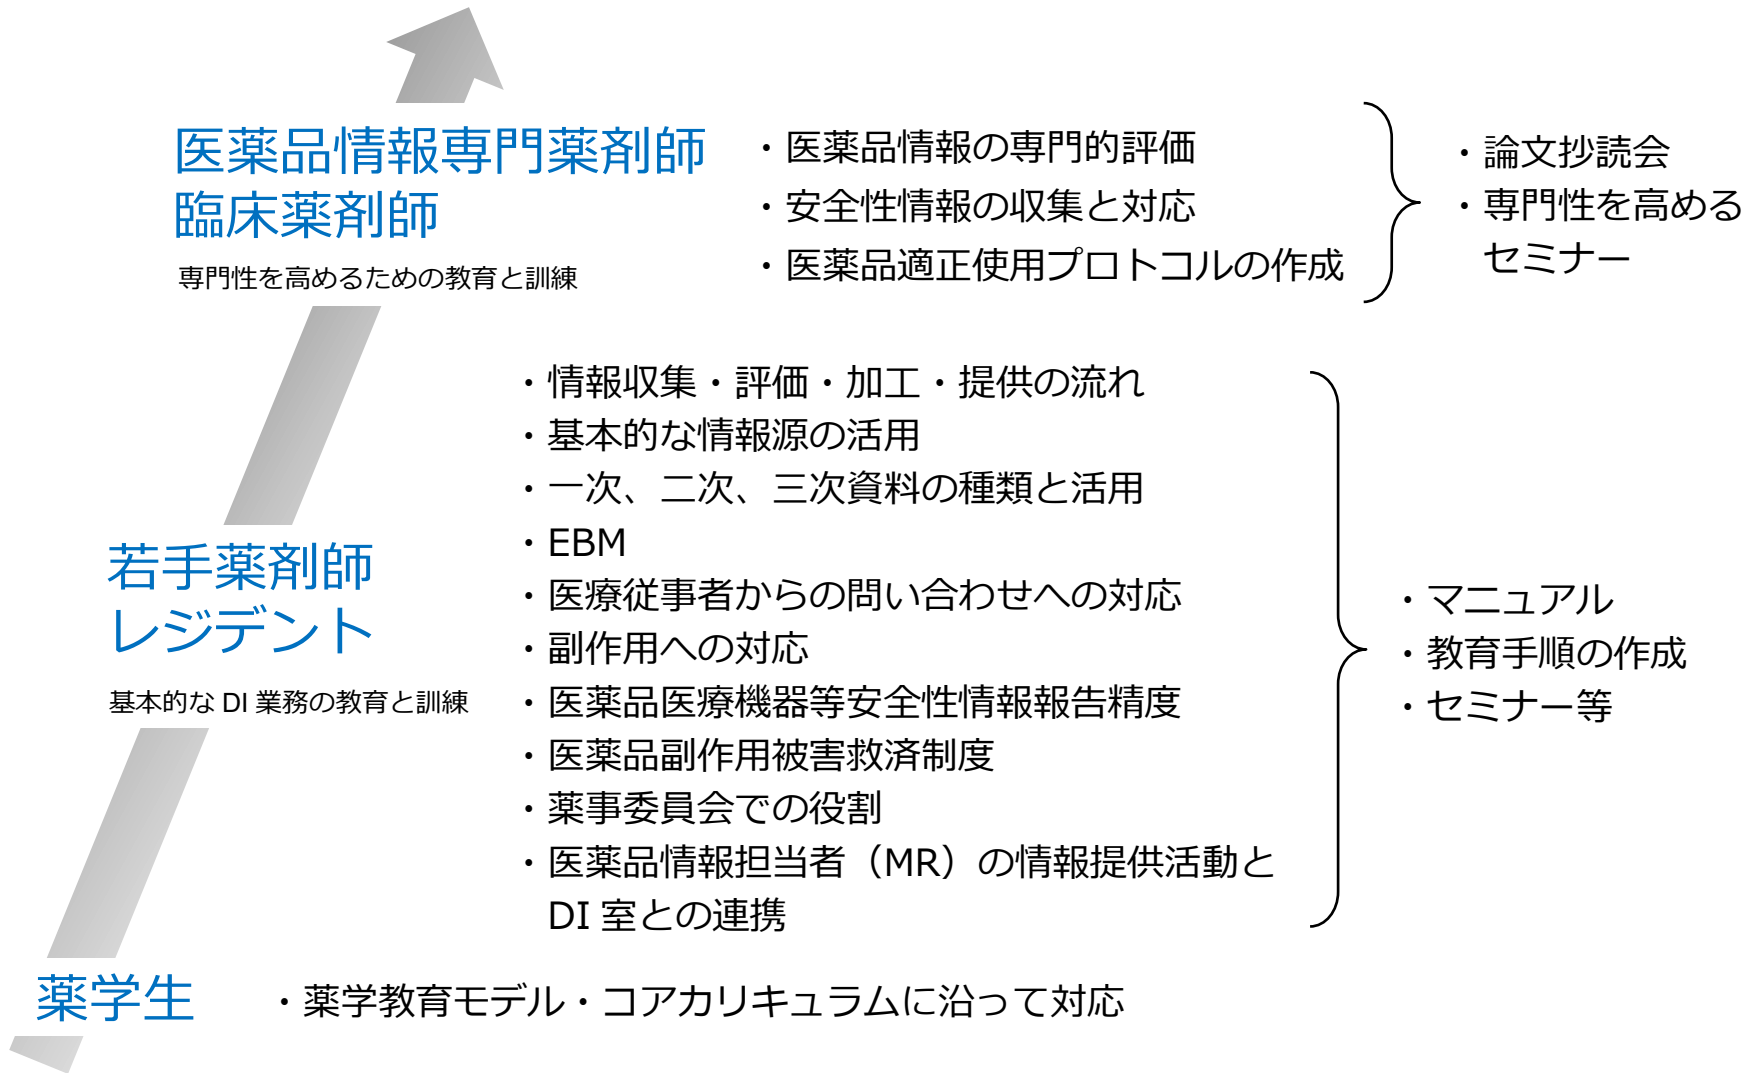 医薬品情報専門薬剤師
臨床薬剤師
専門性を高めるための教育と訓練
・医薬品情報の専門的評価
・安全性情報の収集と対応
・医薬品適正使用プロトコルの作成
・論文抄読会
・専門性を高める
セミナー
若手薬剤師
レジデント
基本的な DI 業務の教育と訓練
・情報収集・評価・加工・提供の流れ
・基本的な情報源の活用
・一次、二次、三次資料の種類と活用
・EBM
・医療従事者からの問い合わせへの対応
・副作用への対応
・医薬品医療機器等安全性情報報告精度
・医薬品副作用被害救済制度
・薬事委員会での役割
・医薬品情報担当者（MR）の情報提供活動と
DI 室との連携
・マニュアル
・教育手順の作成
・セミナー等
薬学生
・薬学教育モデル・コアカリキュラムに沿って対応